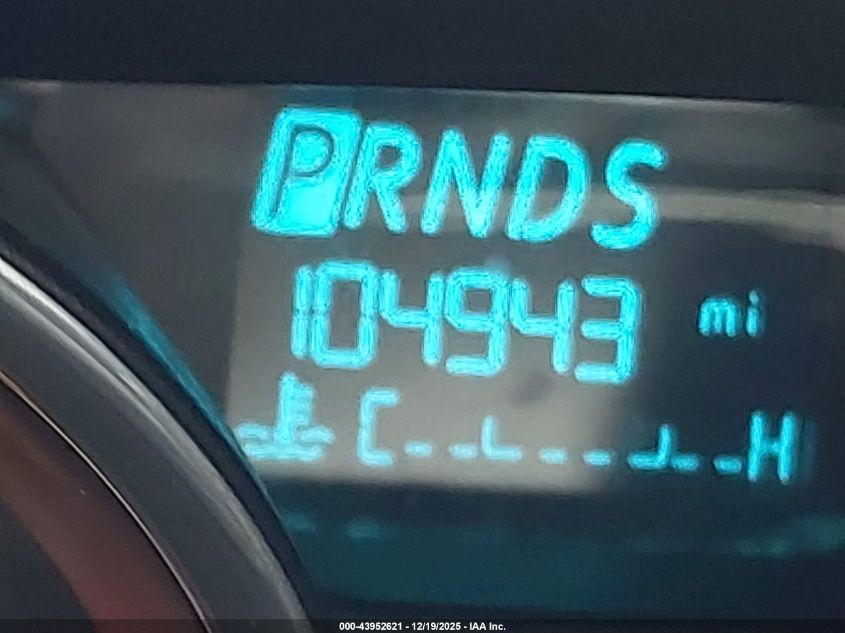 PRNDS
104943 mi
C H
000-43952621 - 12/19/2025 - IAA Inc.